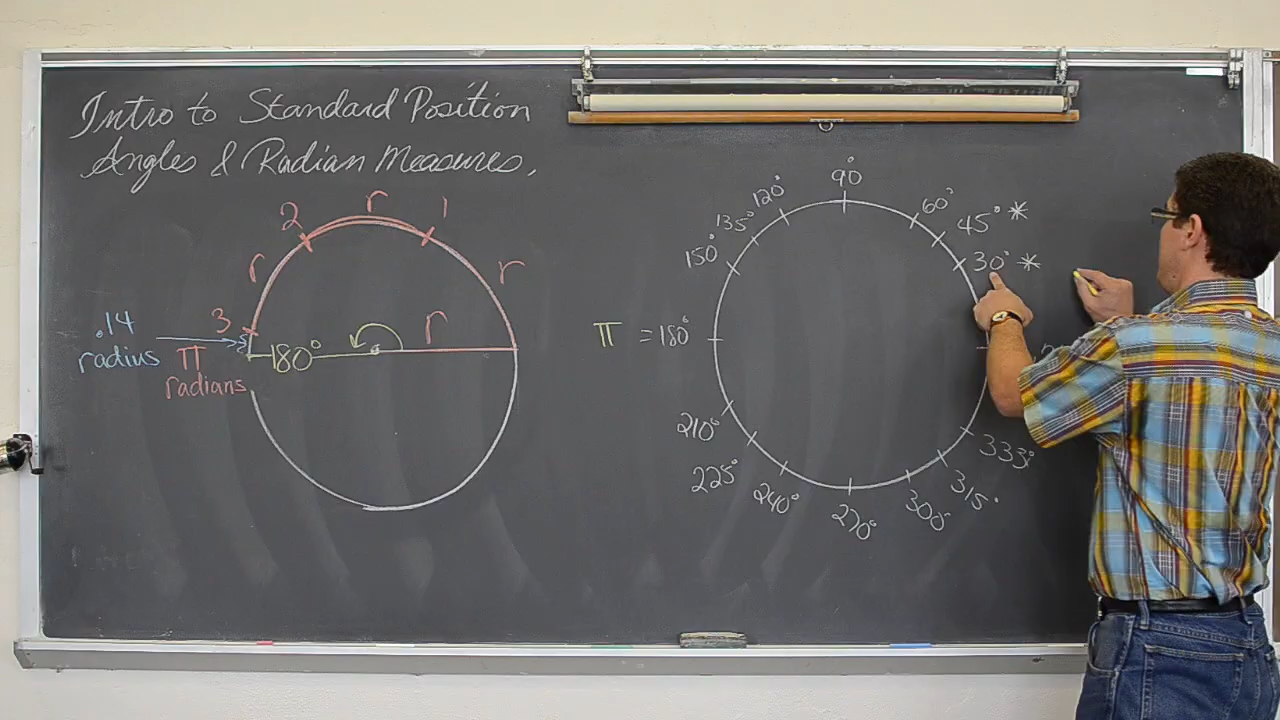 Intro to Standard Position
Angles & Radian Measures.
2
r
1
r
r
3
.14
radius
π
radians
180°
r
90°
120°
60°
135°
45° *
150°
30° *
π = 180°
210°
333°
225°
315°
240°
300°
270°